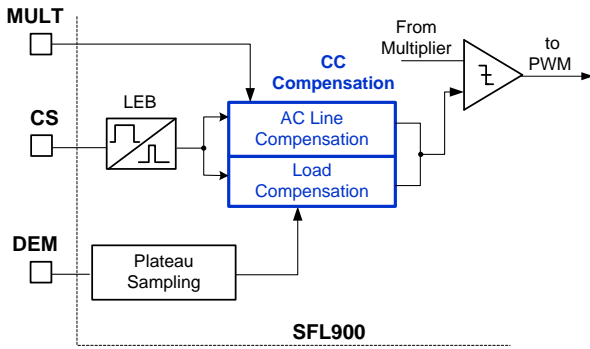 MULT
From
Multiplier
to
PWM
CC
Compensation
LEB
CS
AC Line
Compensation
Load
Compensation
DEM
Plateau
Sampling
SFL900